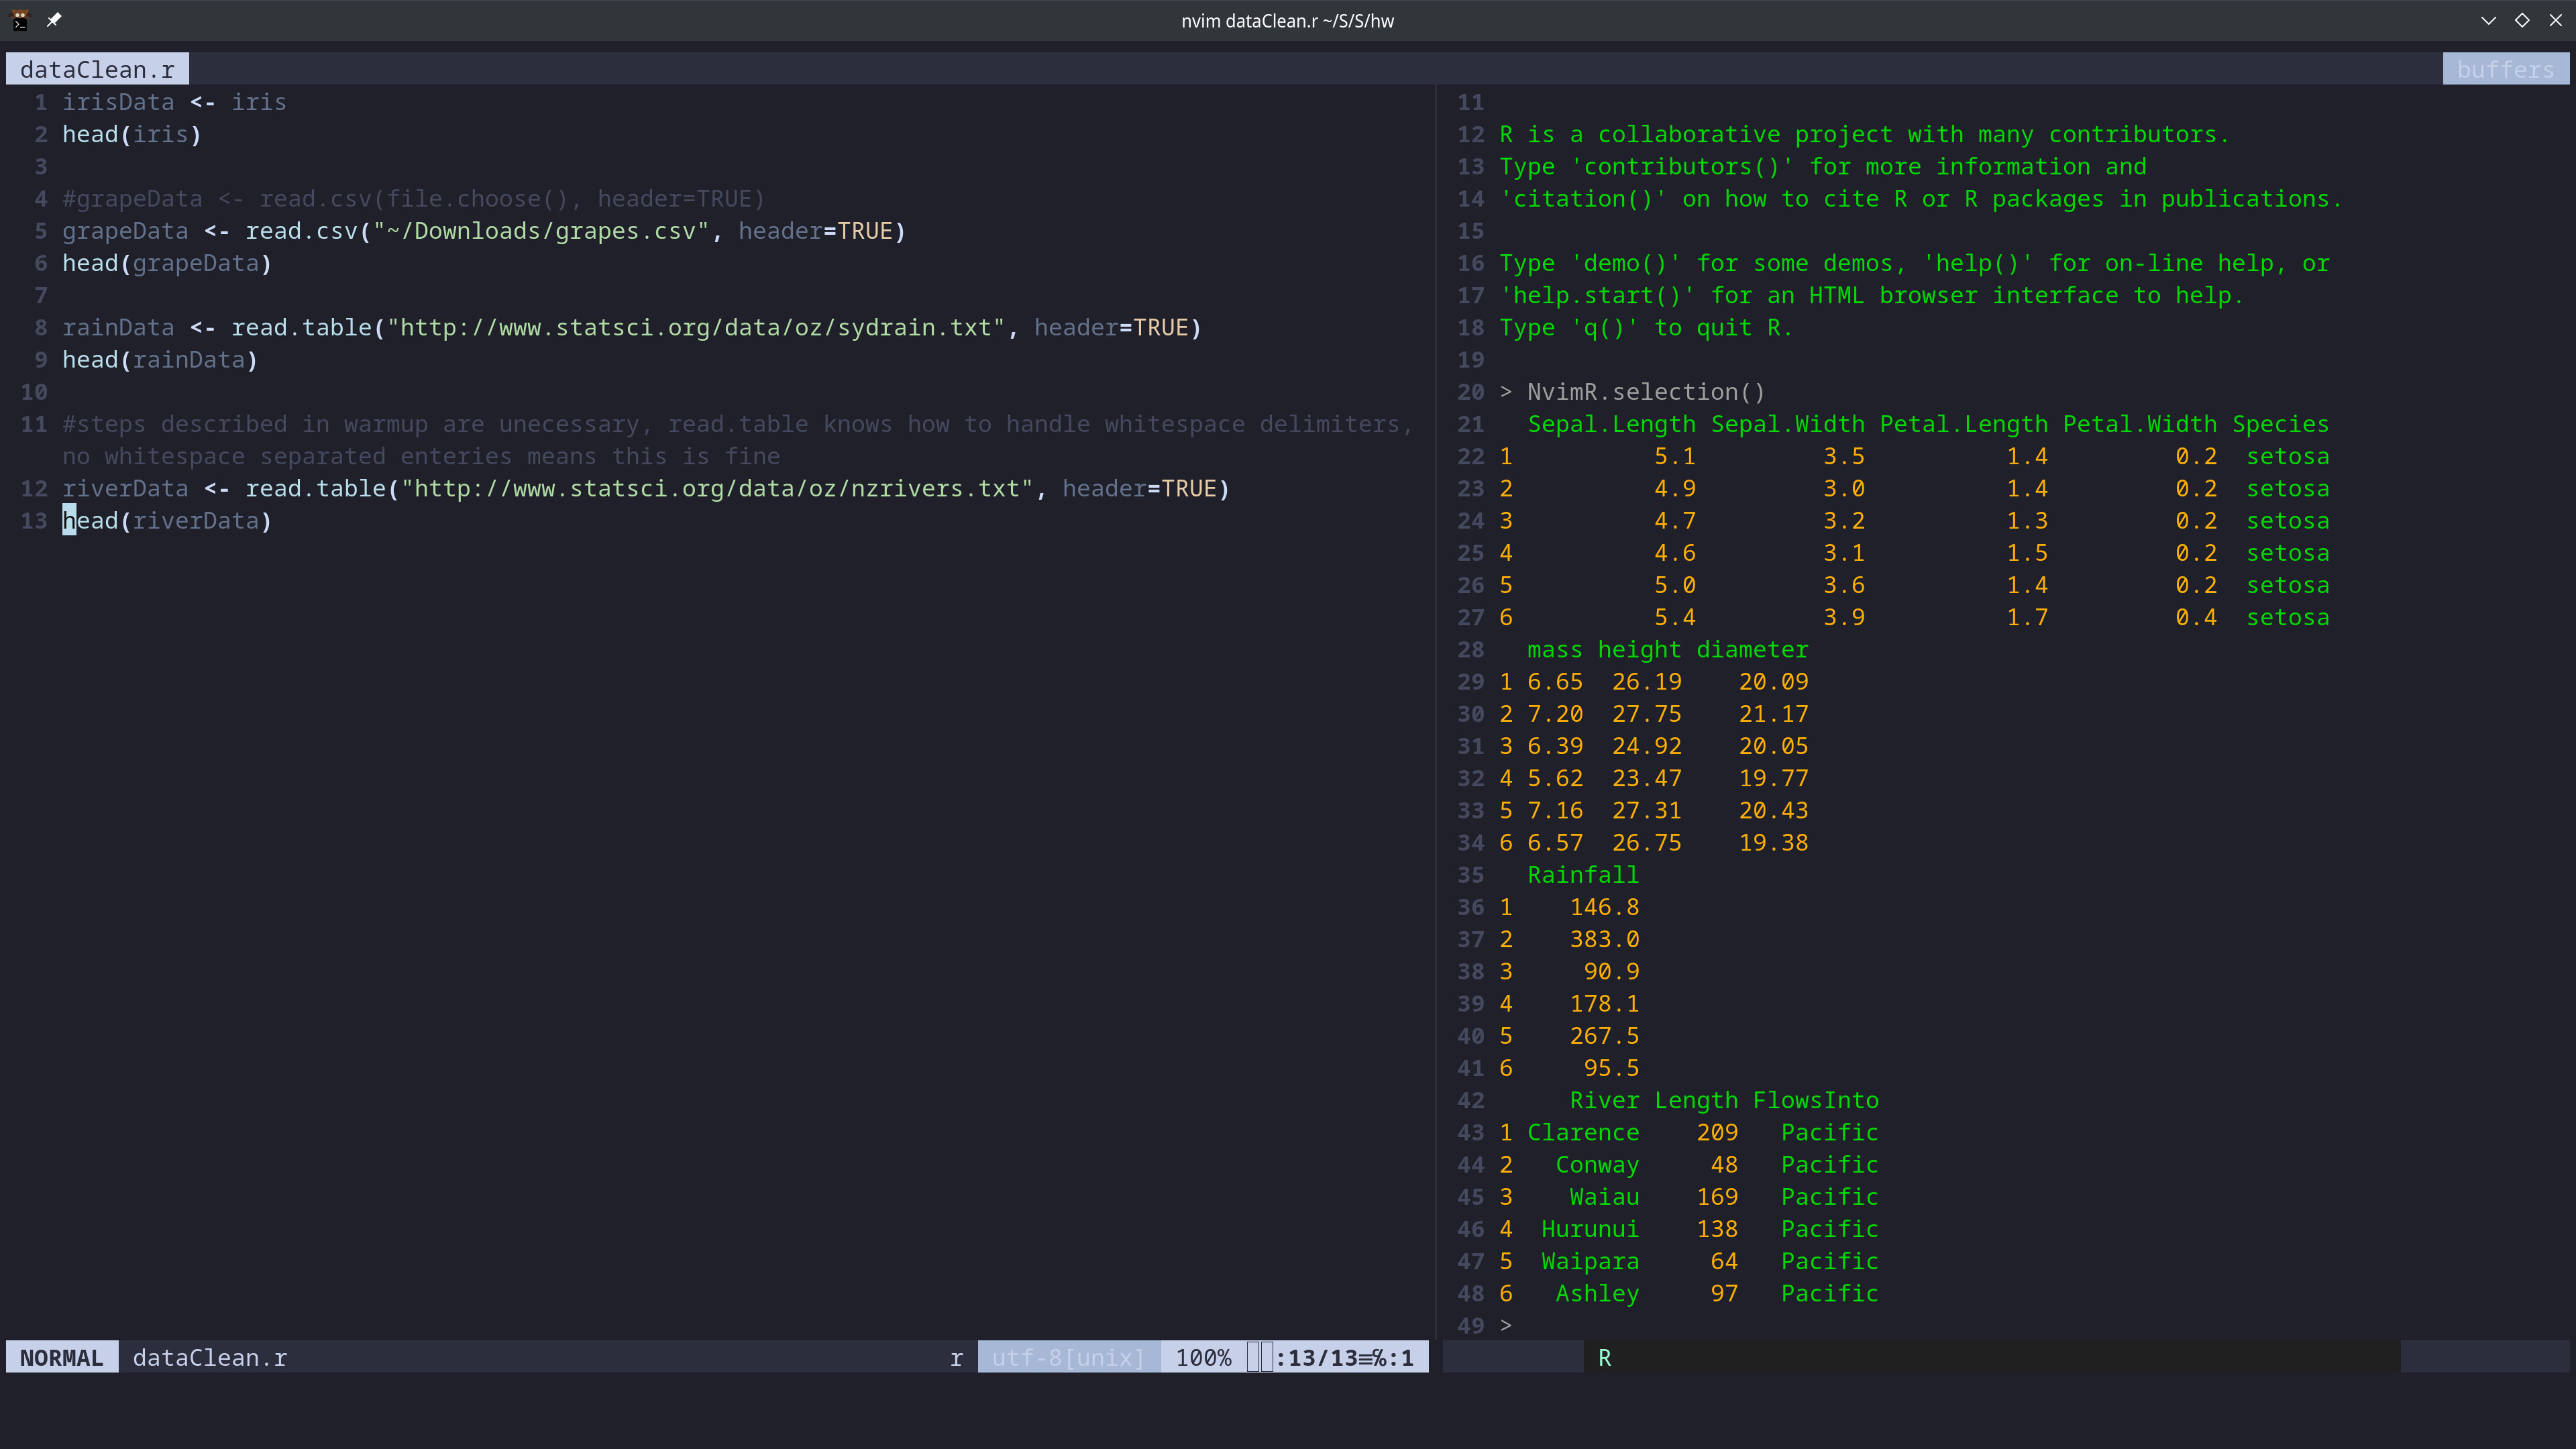 nvim dataClean.r ~/S/S/hw
dataClean.r
buffers
1 irisData <- iris
2 head(iris)
3
4 #grapeData <- read.csv(file.choose(), header=TRUE)
5 grapeData <- read.csv("~/Downloads/grapes.csv", header=TRUE)
6 head(grapeData)
7
8 rainData <- read.table("http://www.statsci.org/data/oz/sydrain.txt", header=TRUE)
9 head(rainData)
10
11 #steps described in warmup are unecessary, read.table knows how to handle whitespace delimiters,
no whitespace separated enteries means this is fine
12 riverData <- read.table("http://www.statsci.org/data/oz/nzrivers.txt", header=TRUE)
13 head(riverData)
11
12 R is a collaborative project with many contributors.
13 Type 'contributors()' for more information and
14 'citation()' on how to cite R or R packages in publications.
15
16 Type 'demo()' for some demos, 'help()' for on-line help, or
17 'help.start()' for an HTML browser interface to help.
18 Type 'q()' to quit R.
19
20 > NvimR.selection()
21   Sepal.Length Sepal.Width Petal.Length Petal.Width Species
22 1          5.1         3.5          1.4         0.2  setosa
23 2          4.9         3.0          1.4         0.2  setosa
24 3          4.7         3.2          1.3         0.2  setosa
25 4          4.6         3.1          1.5         0.2  setosa
26 5          5.0         3.6          1.4         0.2  setosa
27 6          5.4         3.9          1.7         0.4  setosa
28   mass height diameter
29 1 6.65  26.19    20.09
30 2 7.20  27.75    21.17
31 3 6.39  24.92    20.05
32 4 5.62  23.47    19.77
33 5 7.16  27.31    20.43
34 6 6.57  26.75    19.38
35   Rainfall
36 1    146.8
37 2    383.0
38 3     90.9
39 4    178.1
40 5    267.5
41 6     95.5
42      River Length FlowsInto
43 1 Clarence    209   Pacific
44 2   Conway     48   Pacific
45 3    Waiau    169   Pacific
46 4  Hurunui    138   Pacific
47 5  Waipara     64   Pacific
48 6   Ashley     97   Pacific
49 >
NORMAL dataClean.r r utf-8[unix] 100% :13/13≡℅:1
R